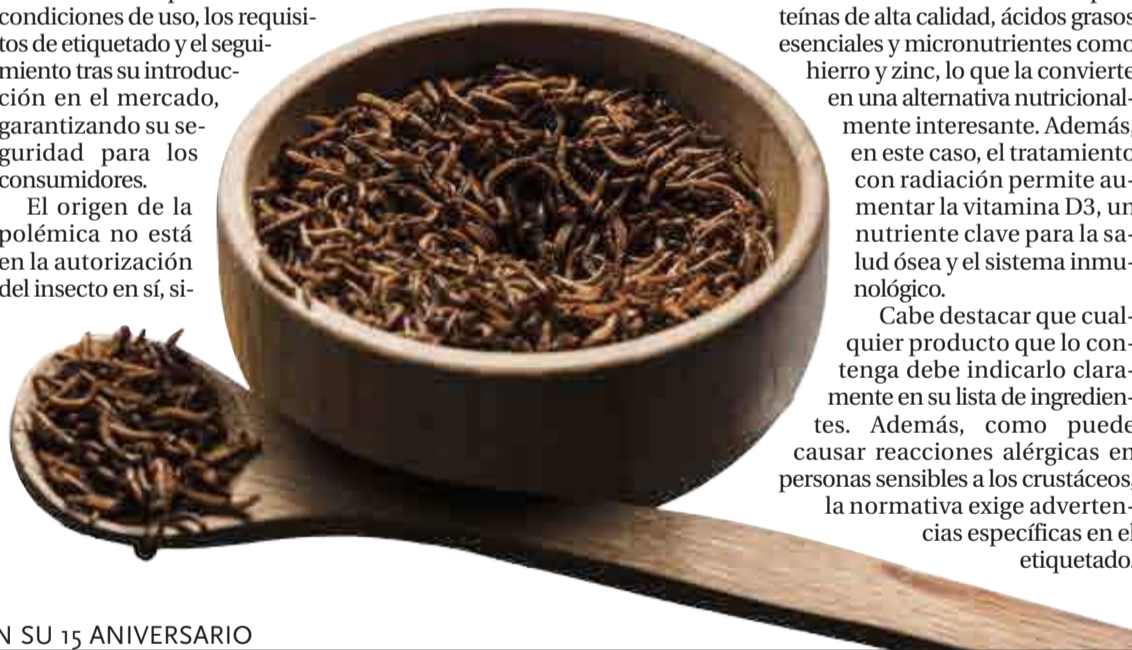 condiciones de uso, los requisi-
tos de etiquetado y el segui-
miento tras su introduc-
ción en el mercado,
garantizando su se-
guridad para los
consumidores.
El origen de la
polémica no está
en la autorización
del insecto en sí, si-
teínas de alta calidad, ácidos grasos
esenciales y micronutrientes como
hierro y zinc, lo que la convierte
en una alternativa nutricional-
mente interesante. Además,
en este caso, el tratamiento
con radiación permite au-
mentar la vitamina D3, un
nutriente clave para la sa-
lud ósea y el sistema inmu-
nológico.
Cabe destacar que cual-
quier producto que lo con-
tenga debe indicarlo clara-
mente en su lista de ingredien-
tes. Además, como puede
causar reacciones alérgicas en
personas sensibles a los crustáceos,
la normativa exige adverten-
cias específicas en el
etiquetado.
N SU 15 ANIVERSARIO